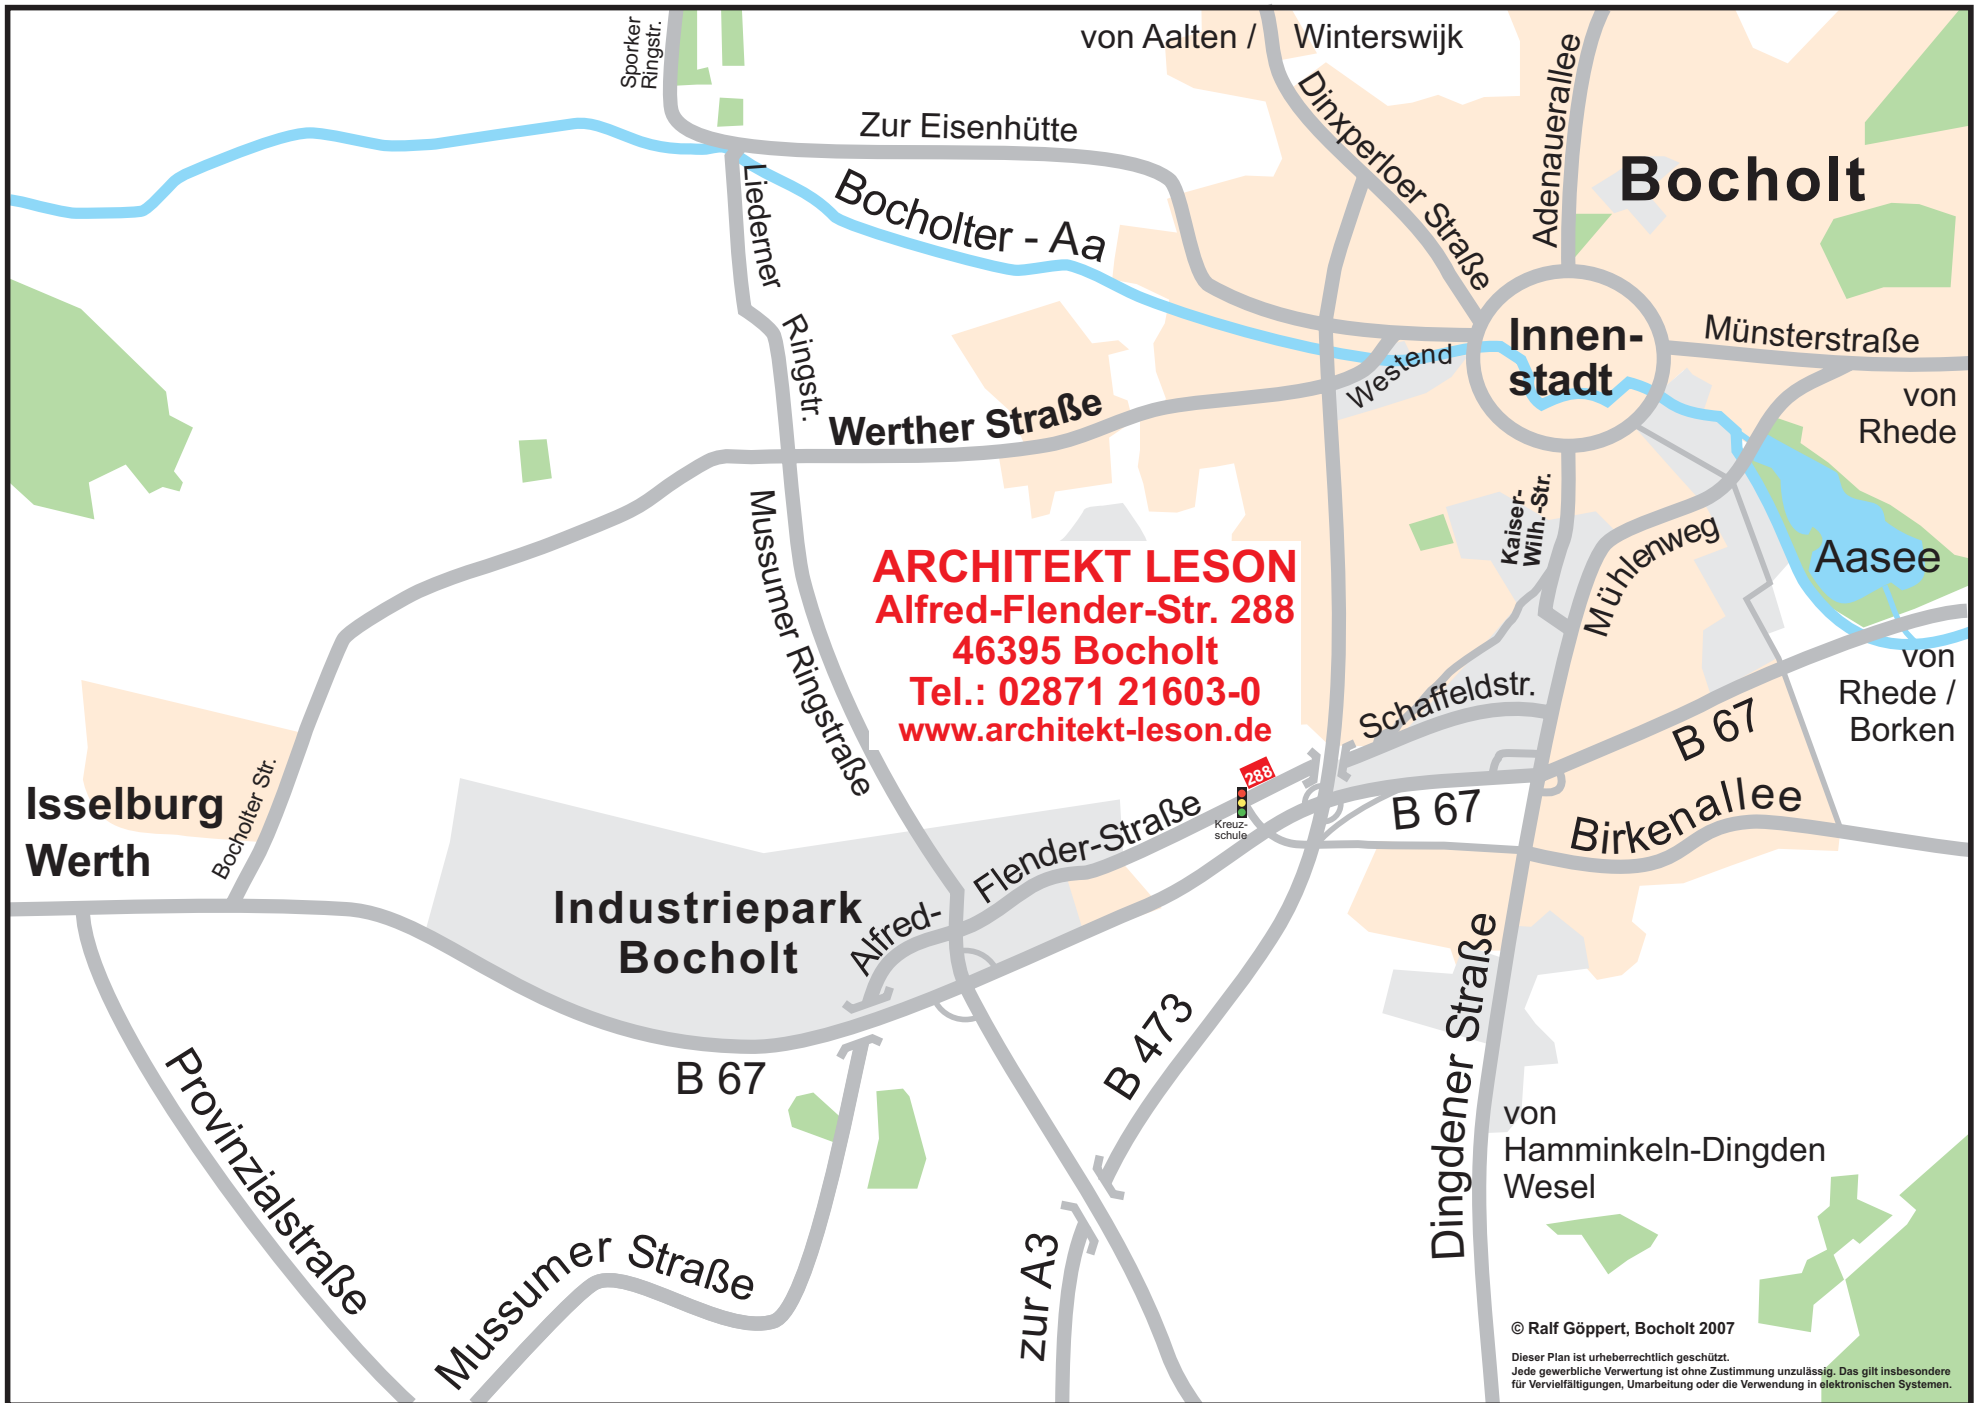 Sporker
Ringstr.
von Aalten / Winterswijk
Zur Eisenhütte
Dinxperloer Straße
Adenauerallee
Bocholt
Liederner
Ringstr.
Bocholter - Aa
Innen-
stadt
Münsterstraße
Westend
von
Rhede
Werther Straße
Kaiser-
Wilh.-Str.
Mühlenweg
Aasee
Mussumer Ringstraße
ARCHITEKT LESON
Alfred-Flender-Str. 288
46395 Bocholt
Tel.: 02871 21603-0
www.architekt-leson.de
von
Rhede /
Borken
Schaffeldstr.
B 67
288
Kreuz-
schule
B 67
Birkenallee
Isselburg
Werth
Bocholter Str.
Industriepark
Bocholt
Alfred-
Flender-Straße
B 67
B 473
Dingdener Straße
von
Hamminkeln-Dingden
Wesel
Provinzialstraße
Mussumer Straße
zur A3
© Ralf Göppert, Bocholt 2007
Dieser Plan ist urheberrechtlich geschützt.
Jede gewerbliche Verwertung ist ohne Zustimmung unzulässig. Das gilt insbesondere
für Vervielfältigungen, Umarbeitung oder die Verwendung in elektronischen Systemen.